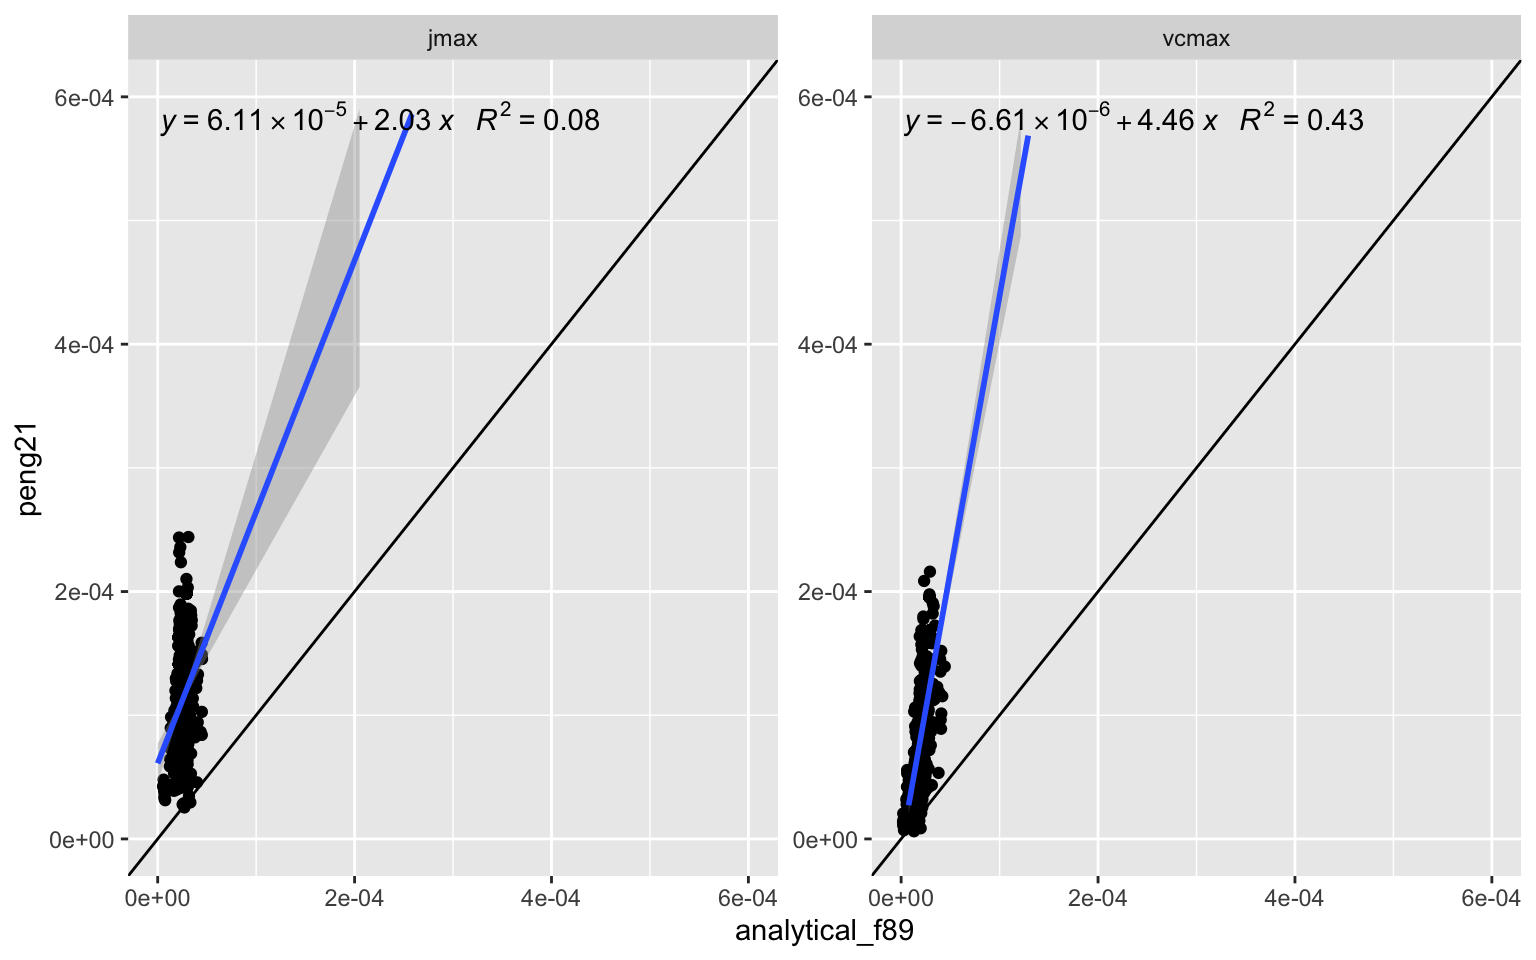 jmax
vcmax
y = 6.11 × 10⁻⁵ + 2.03 x R² = 0.08
y = − 6.61 × 10⁻⁶ + 4.46 x R² = 0.43
peng21
6e-04
4e-04
2e-04
0e+00
6e-04
4e-04
2e-04
0e+00
0e+00 2e-04 4e-04 6e-04
0e+00 2e-04 4e-04 6e-04
analytical_f89